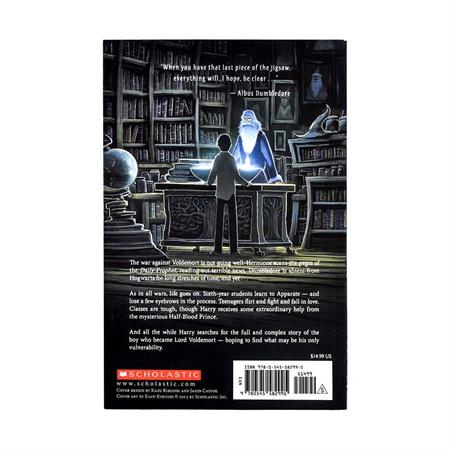 "When you have that last piece of the jigsaw,
everything will, I hope, be clear . . ."
— Albus Dumbledore
The war against Voldemort is not going well. Hermione scans the pages of
the Daily Prophet, reading out terrible news. Dumbledore is absent from
Hogwarts for long stretches of time, and yet . . .
As in all wars, life goes on. Sixth-year students learn to Apparate — and
lose a few eyebrows in the process. Teenagers flirt and fight and fall in love.
Classes are tough, though Harry receives some extraordinary help from
the mysterious Half-Blood Prince.
And all the while Harry searches for the full and complex story of the
boy who became Lord Voldemort — hoping to find what may be his only
vulnerability.
$14.99 US
SCHOLASTIC
www.scholastic.com
Cover design by Kazu Kibuishi and Jason Caffoe
Cover art by Kazu Kibuishi © 2013 by Scholastic Inc.
ISBN 978-0-545-58299-5
51499
9 780545 582995
S